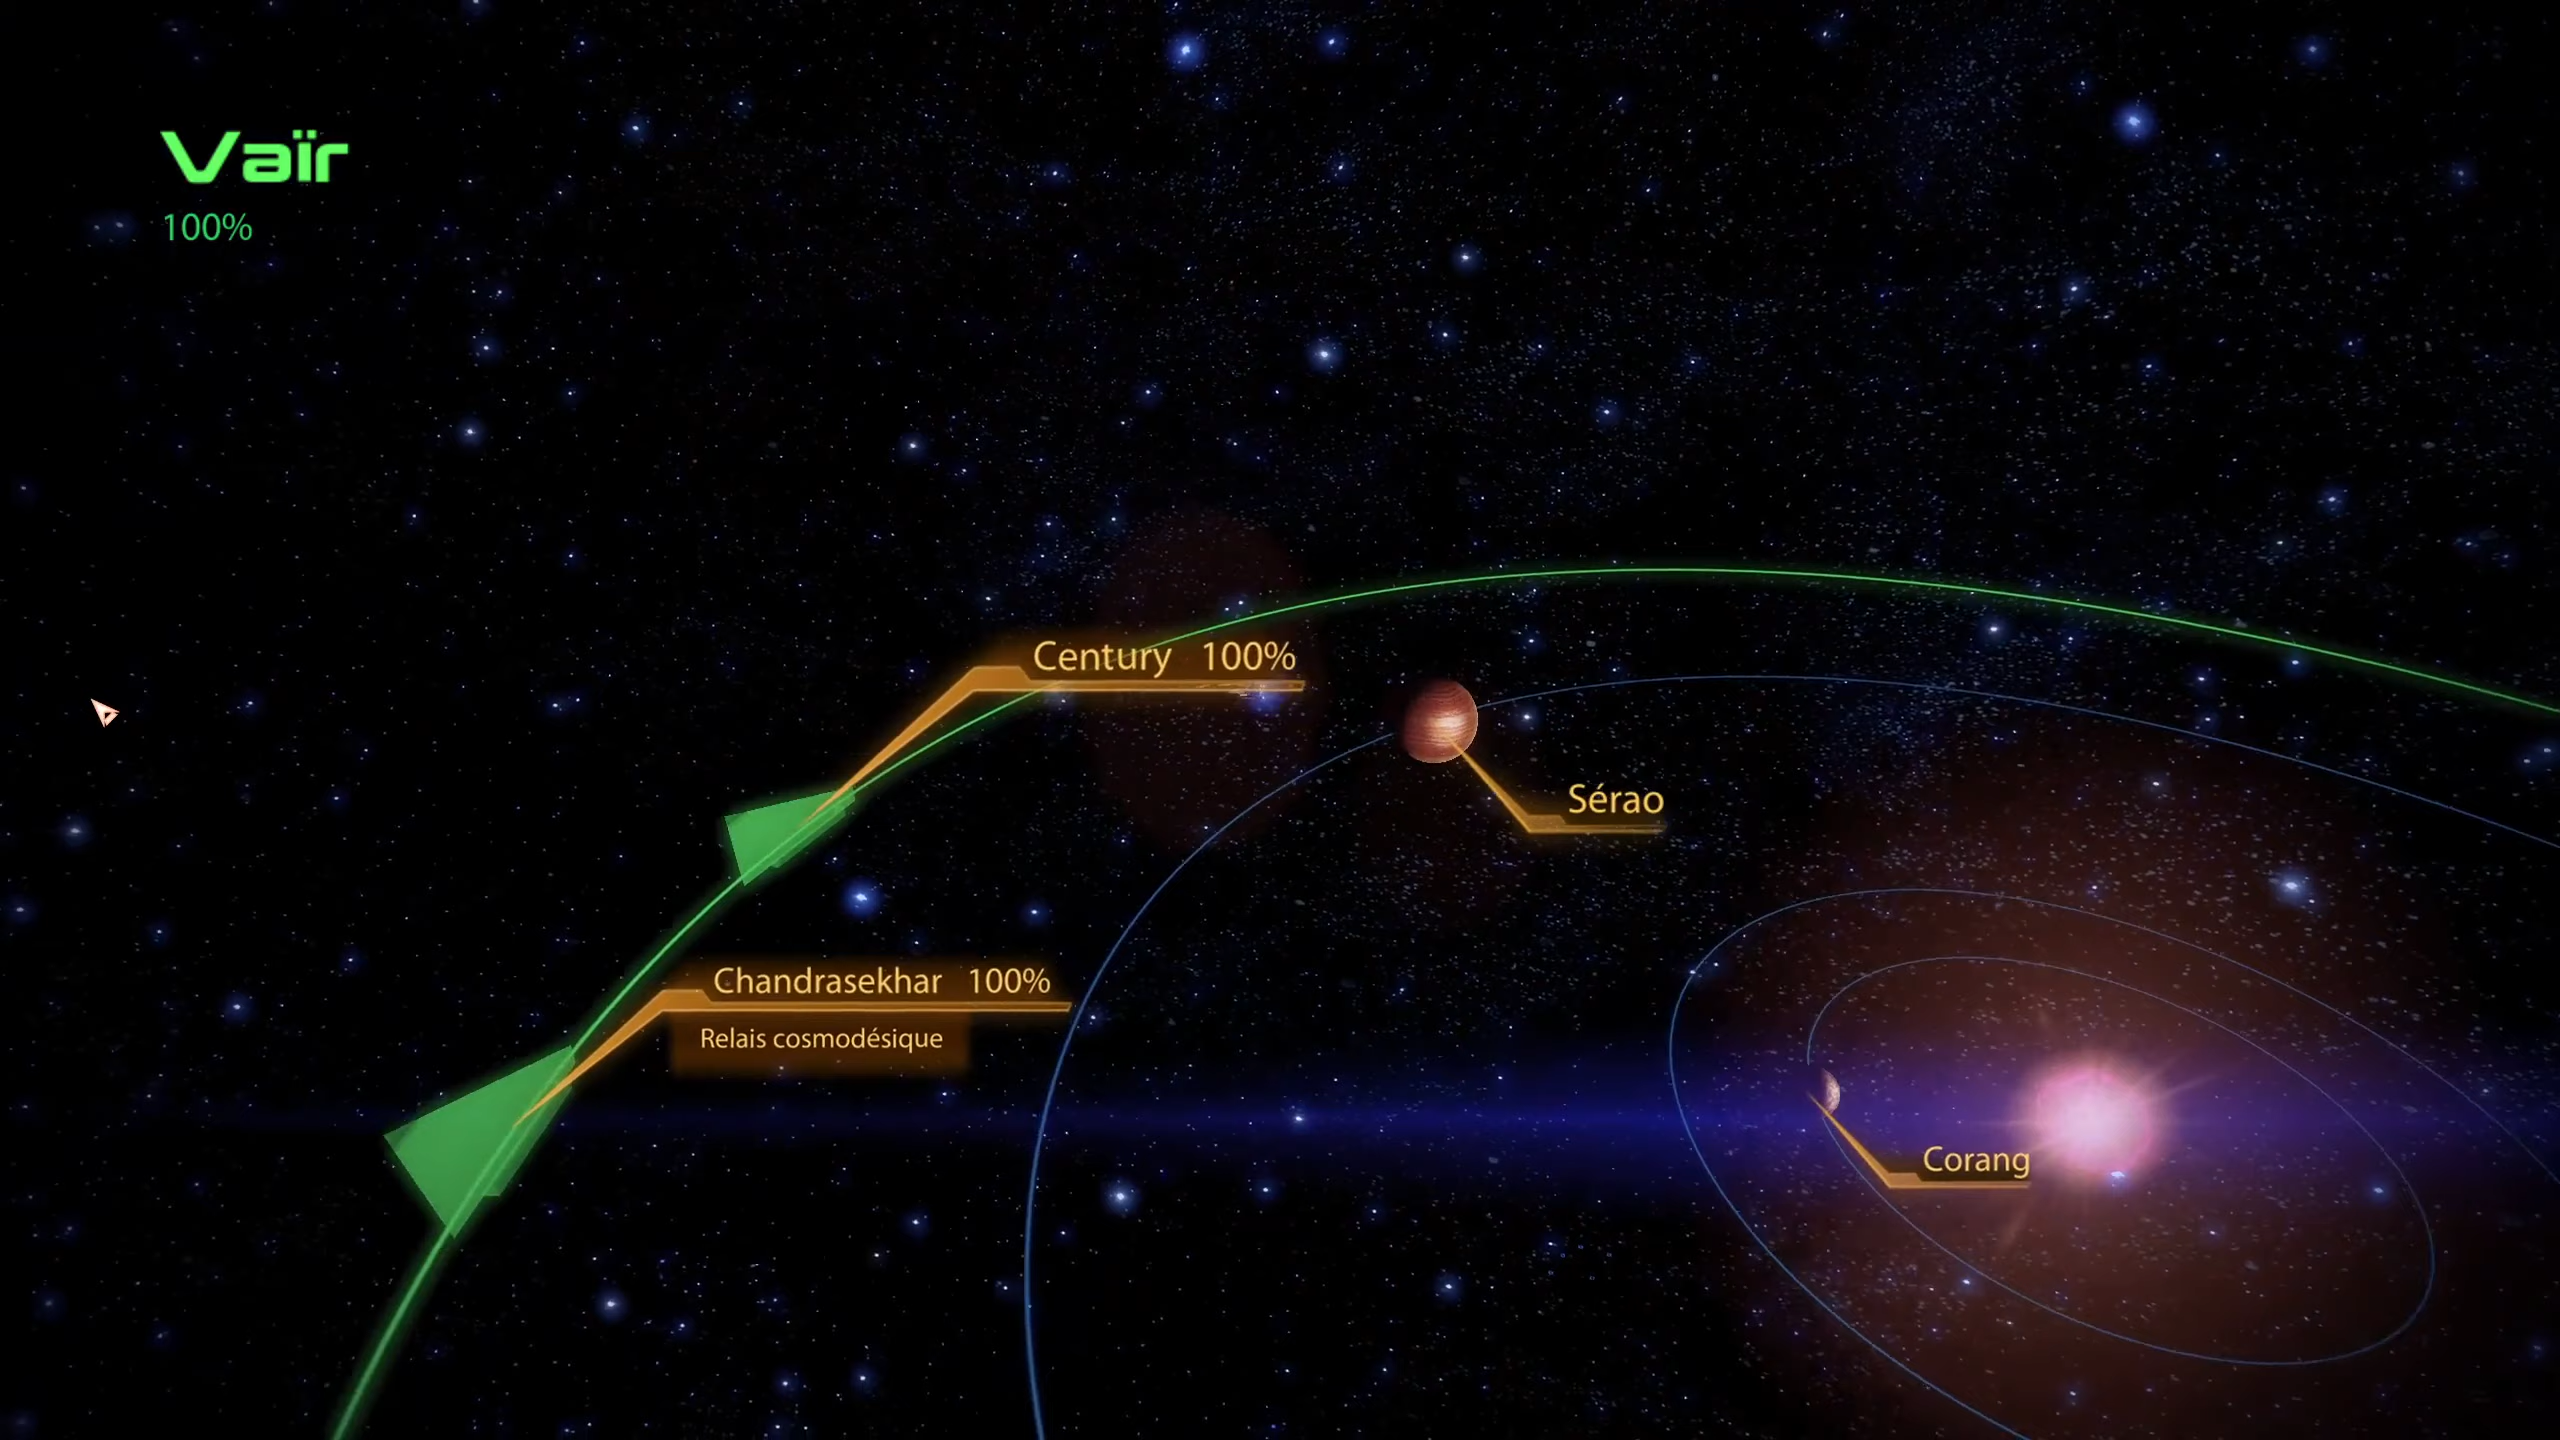 Vaïr
100%
Century 100%
Sérao
Chandrasekhar 100%
Relais cosmodésique
Corang